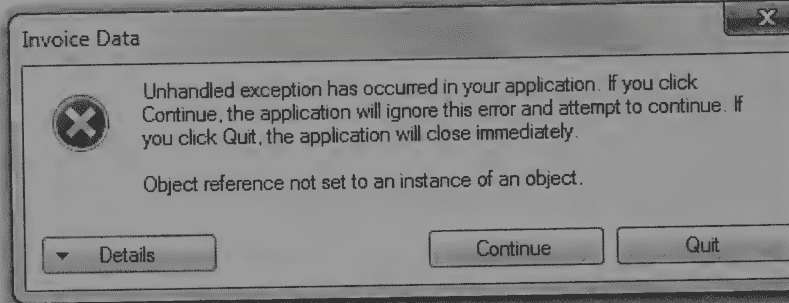 Invoice Data
Unhandled exception has occurred in your application. If you click
Continue, the application will ignore this error and attempt to continue. If
you click Quit, the application will close immediately.
Object reference not set to an instance of an object.
Details
Continue
Quit